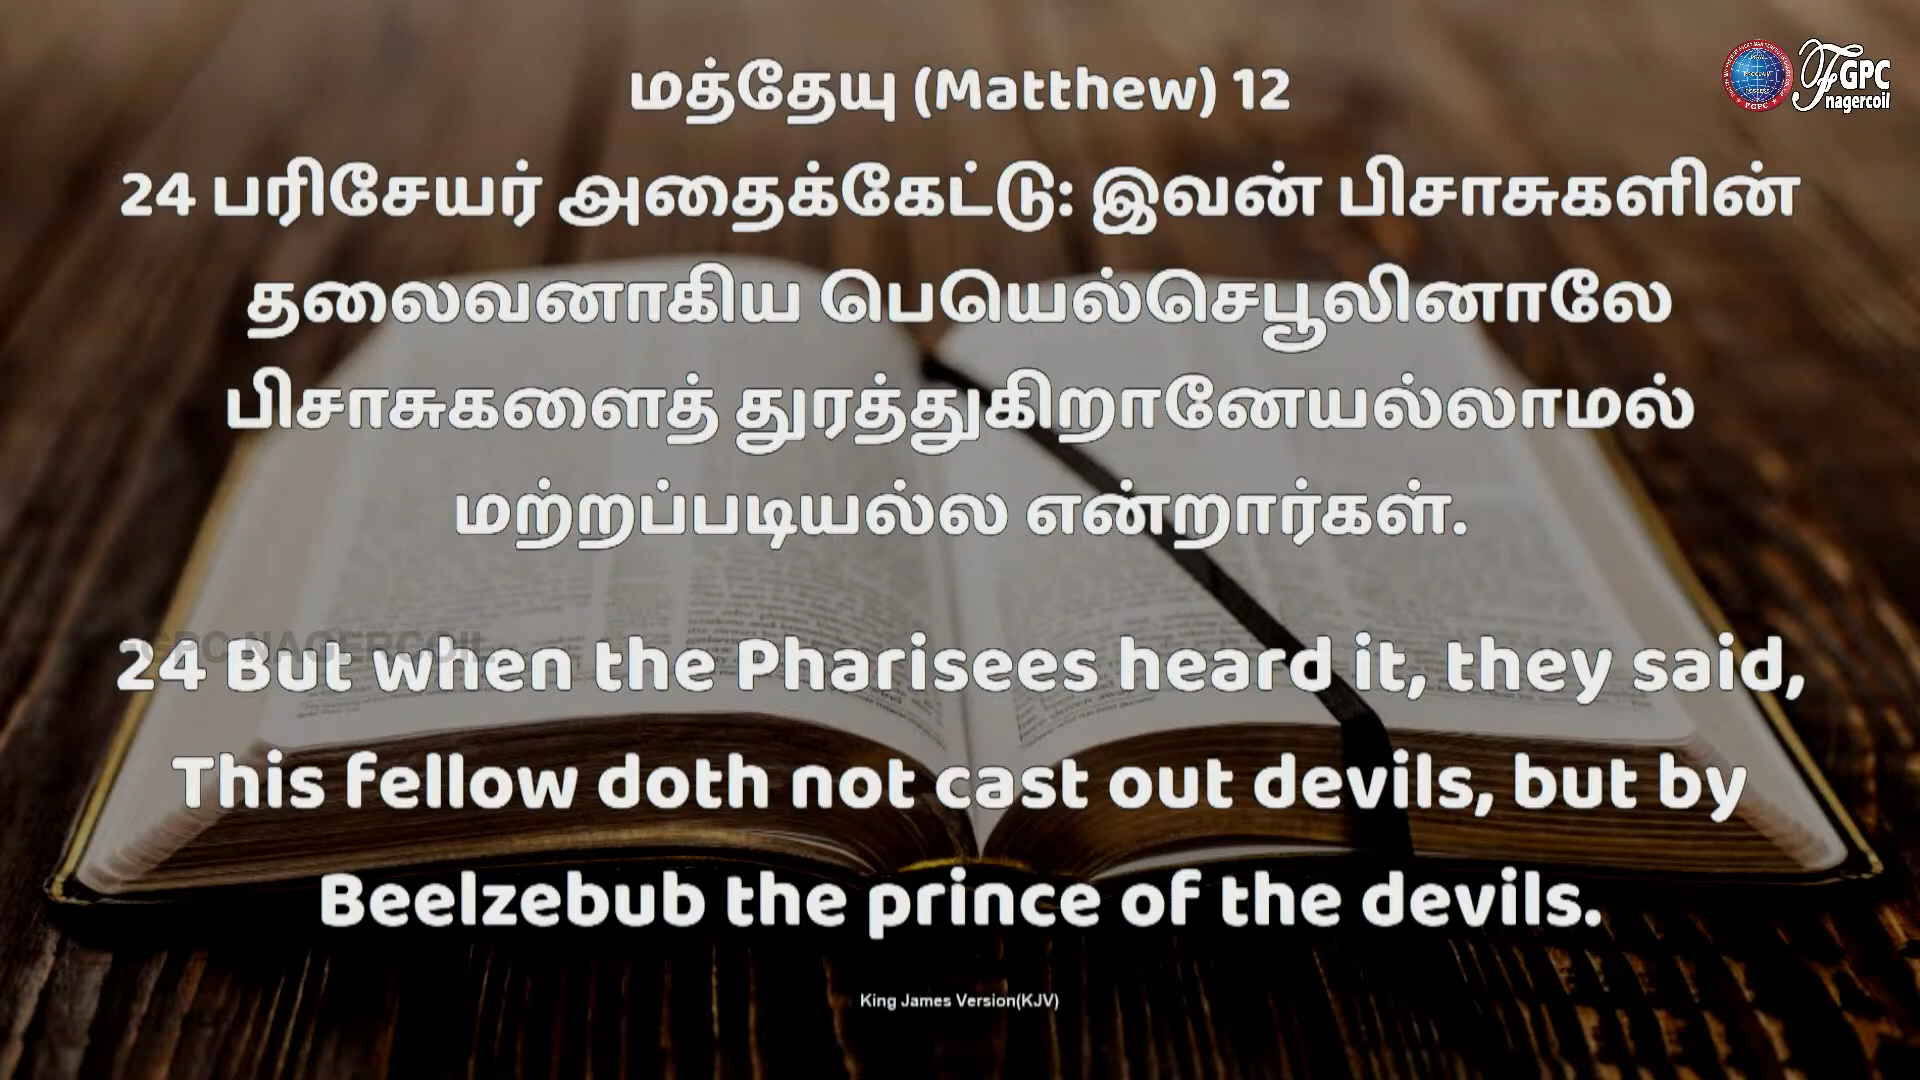 மத்தேயு (Matthew) 12
FGPC
nagercoil
24 பரிசேயர் அதைக்கேட்டு: இவன் பிசாசுகளின்
தலைவனாகிய பெயெல்செபூலினாலே
பிசாசுகளைத் துரத்துகிறானேயல்லாமல்
மற்றப்படியல்ல என்றார்கள்.
GPC NAGERCOIL
24 But when the Pharisees heard it, they said,
This fellow doth not cast out devils, but by
Beelzebub the prince of the devils.
King James Version(KJV)